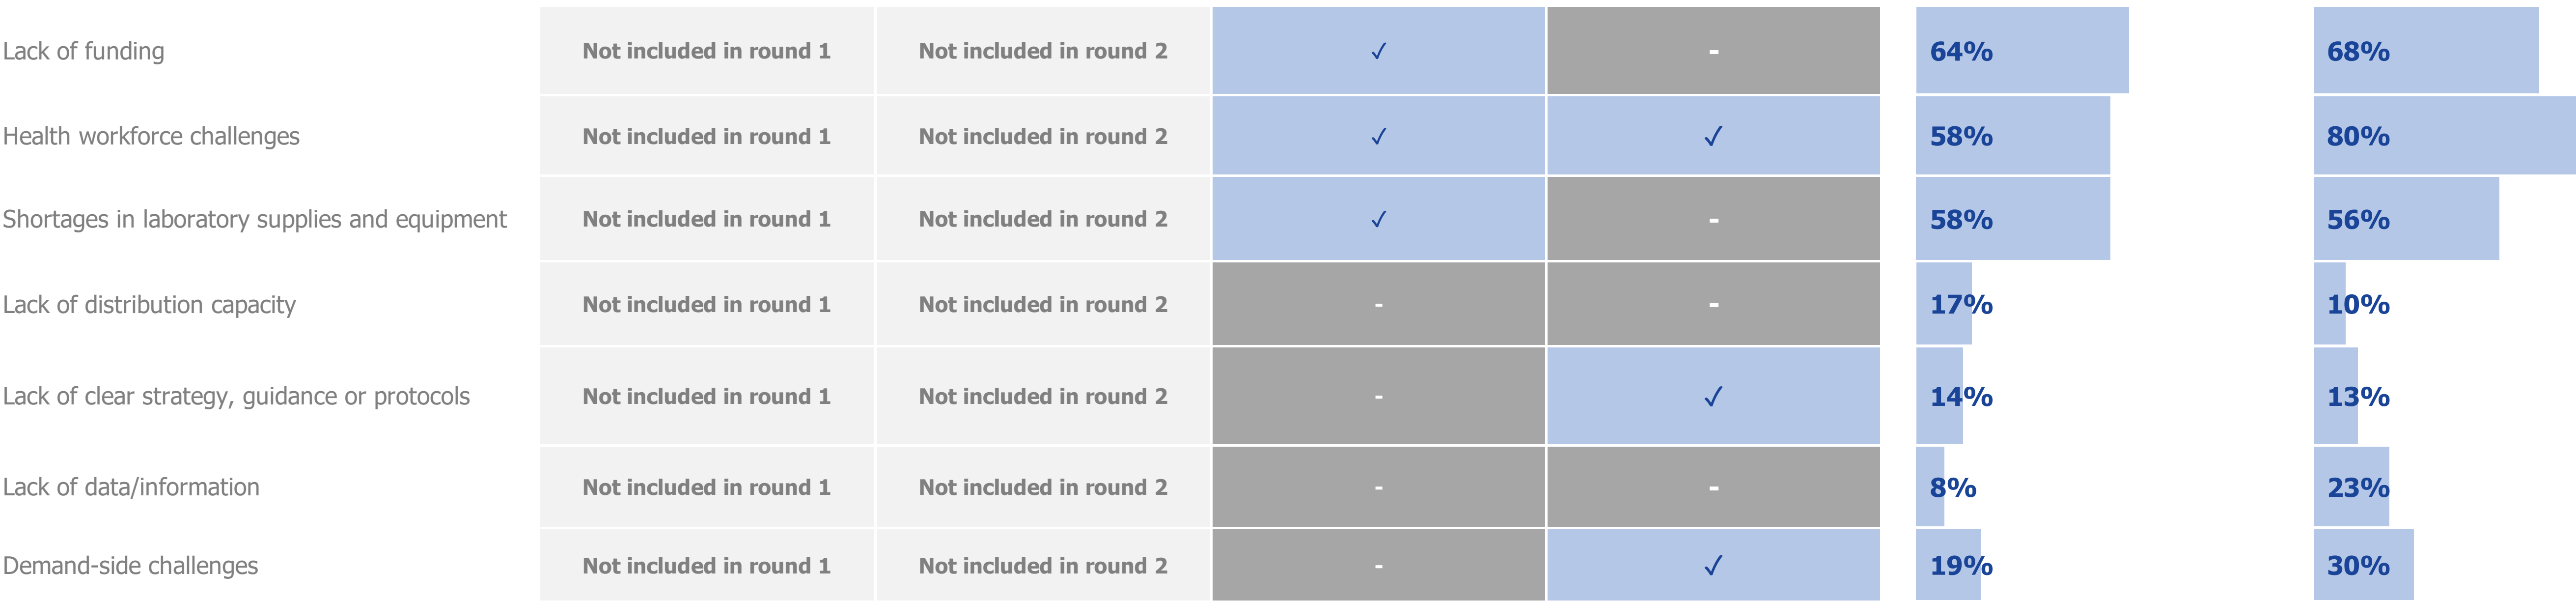 Lack of funding Not included in round 1 Not included in round 2 ✓ - 64% 68%
Health workforce challenges Not included in round 1 Not included in round 2 ✓ ✓ 58% 80%
Shortages in laboratory supplies and equipment Not included in round 1 Not included in round 2 ✓ - 58% 56%
Lack of distribution capacity Not included in round 1 Not included in round 2 - - 17% 10%
Lack of clear strategy, guidance or protocols Not included in round 1 Not included in round 2 - ✓ 14% 13%
Lack of data/information Not included in round 1 Not included in round 2 - - 8% 23%
Demand-side challenges Not included in round 1 Not included in round 2 - ✓ 19% 30%